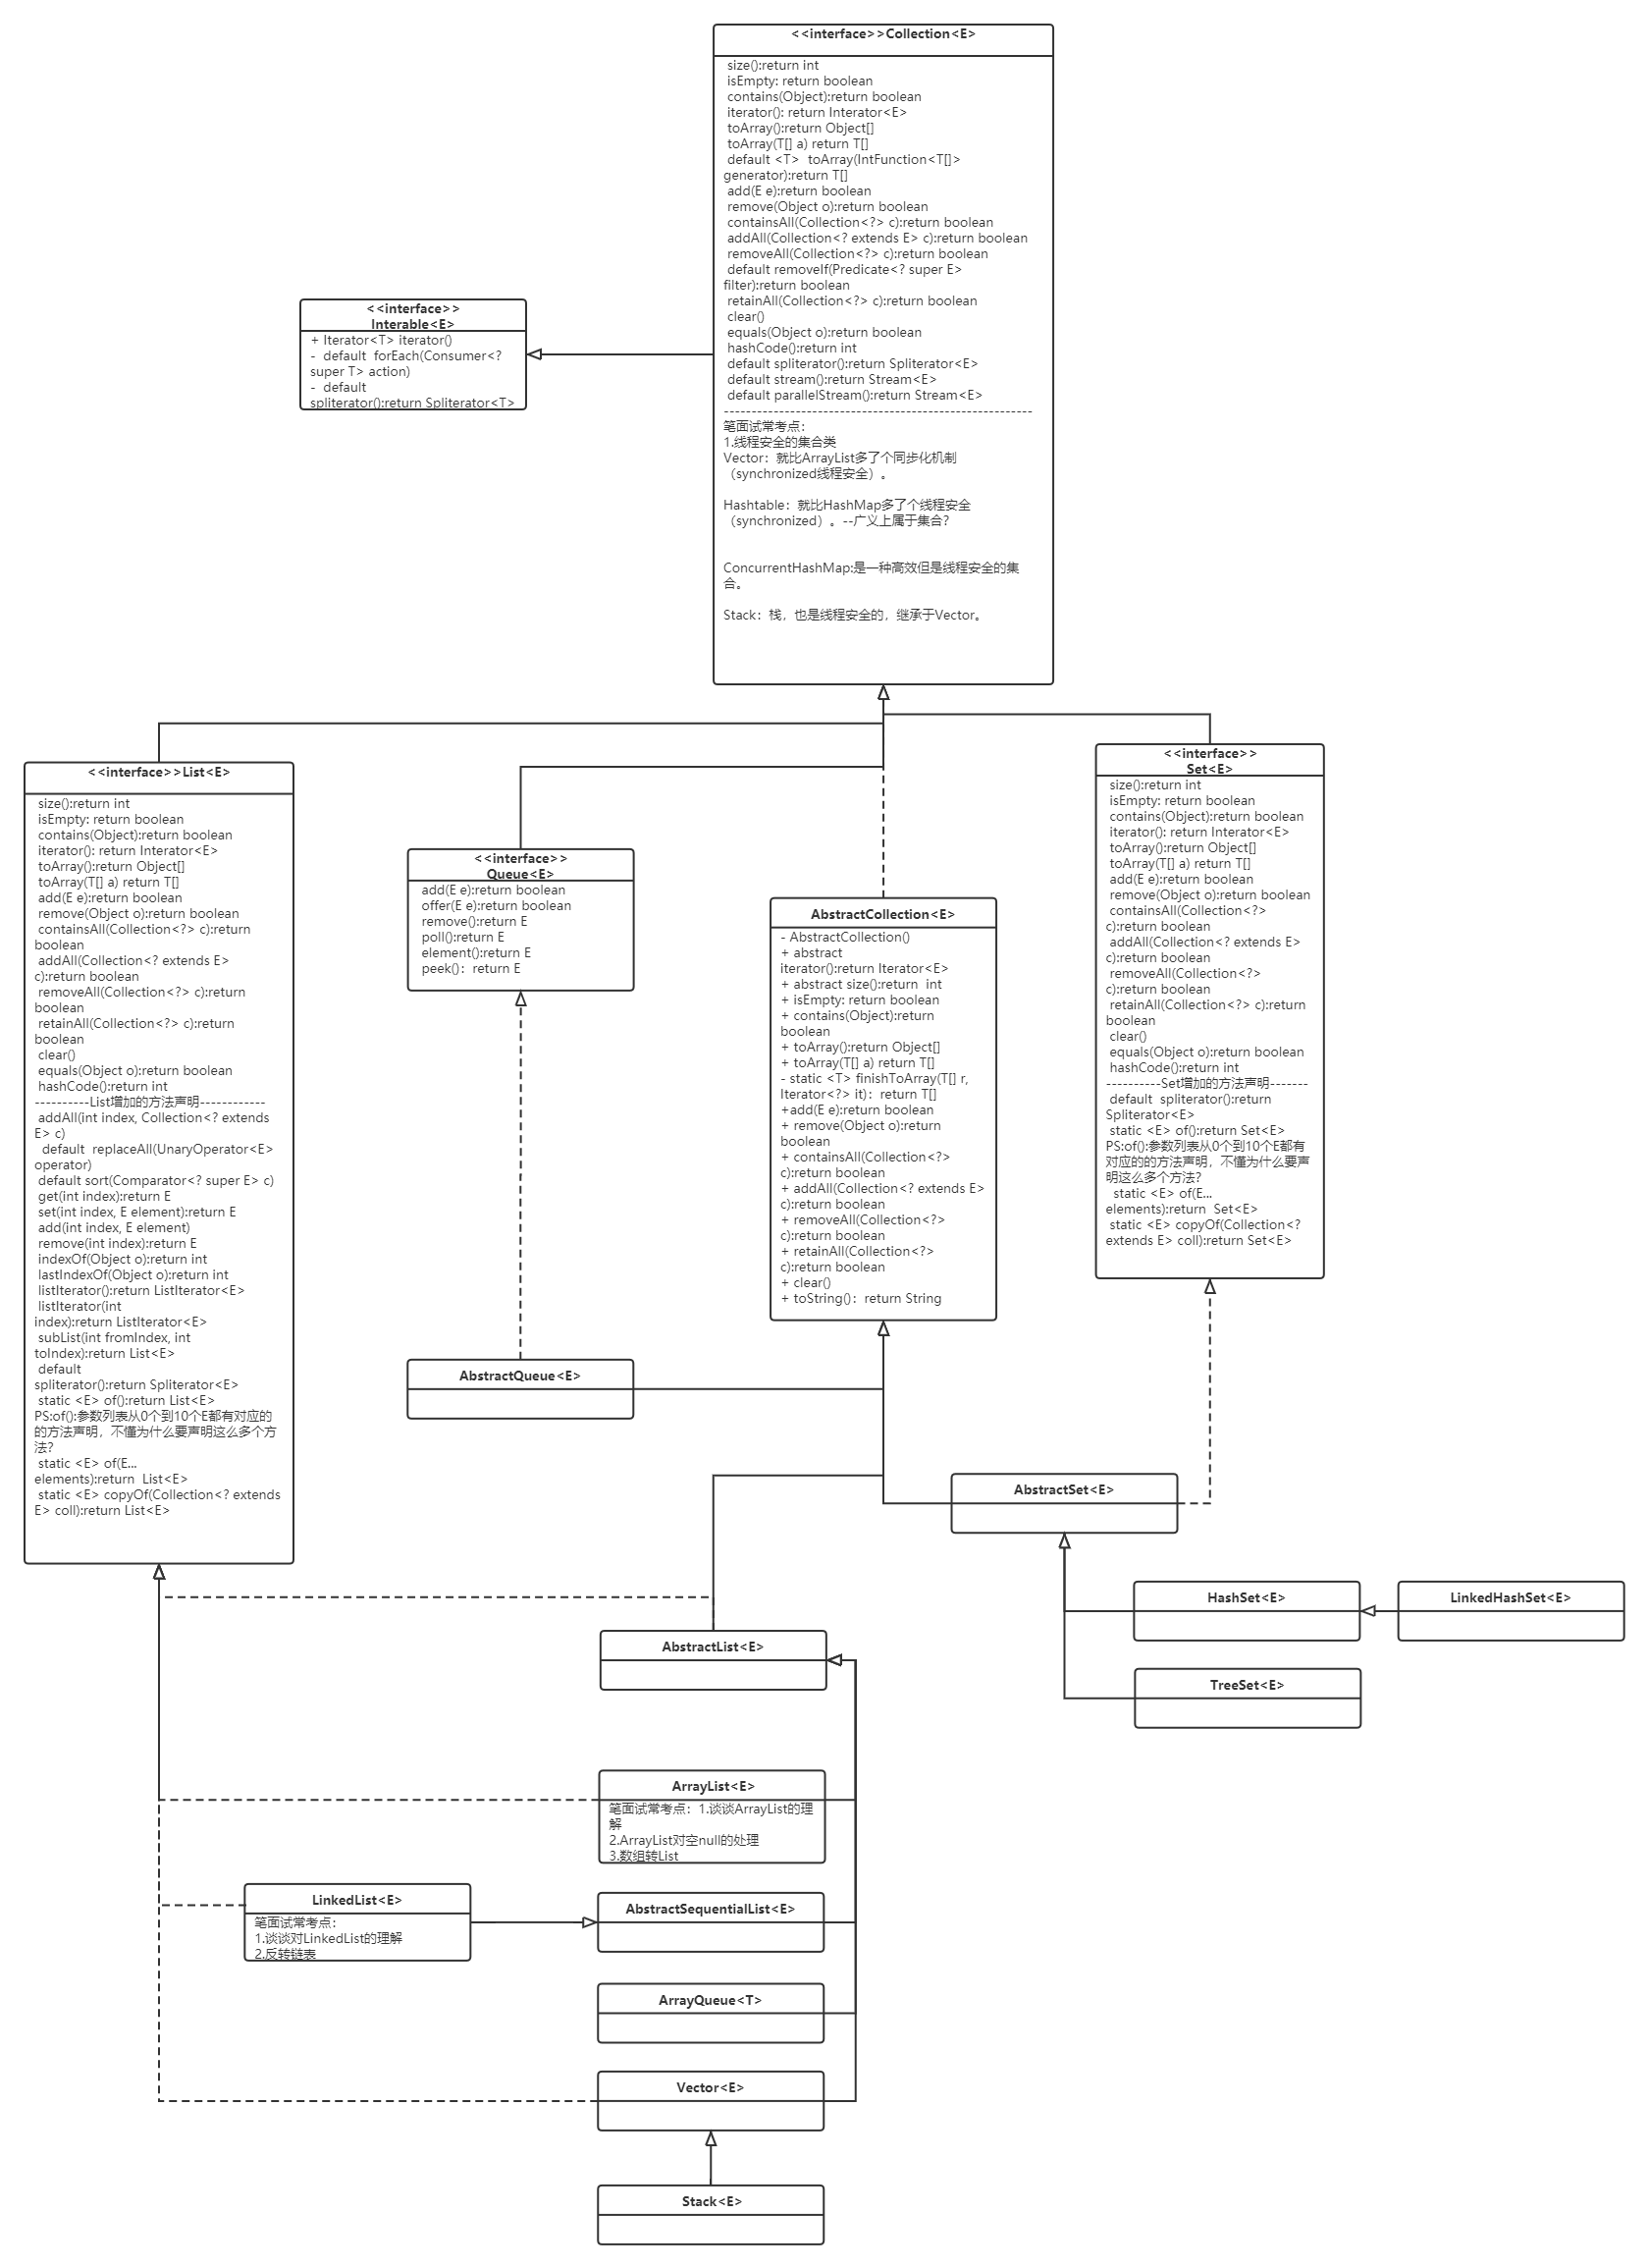 <<interface>>Collection<E>
size():return int
isEmpty: return boolean
contains(Object):return boolean
iterator(): return Interator<E>
toArray():return Object[]
toArray(T[] a) return T[]
default <T>  toArray(IntFunction<T[]>
generator):return T[]
add(E e):return boolean
remove(Object o):return boolean
containsAll(Collection<?> c):return boolean
addAll(Collection<? extends E> c):return boolean
removeAll(Collection<?> c):return boolean
default removeIf(Predicate<? super E>
filter):return boolean
retainAll(Collection<?> c):return boolean
clear()
equals(Object o):return boolean
hashCode():return int
default spliterator():return Spliterator<E>
default stream():return Stream<E>
default parallelStream():return Stream<E>
--------------------------------------------------------
笔面试常考点：
1.线程安全的集合类
Vector：就比ArrayList多了个同步化机制
（synchronized线程安全）。
Hashtable：就比HashMap多了个线程安全
（synchronized）。--广义上属于集合？
ConcurrentHashMap:是一种高效但是线程安全的集
合。
Stack：栈，也是线程安全的，继承于Vector。
<<interface>>
Interable<E>
+ Iterator<T> iterator()
-  default  forEach(Consumer<?
super T> action)
-  default
spliterator():return Spliterator<T>
<<interface>>List<E>
size():return int
isEmpty: return boolean
contains(Object):return boolean
iterator(): return Interator<E>
toArray():return Object[]
toArray(T[] a) return T[]
add(E e):return boolean
remove(Object o):return boolean
containsAll(Collection<?> c):return
boolean
addAll(Collection<? extends E>
c):return boolean
removeAll(Collection<?> c):return
boolean
retainAll(Collection<?> c):return
boolean
clear()
equals(Object o):return boolean
hashCode():return int
----------List增加的方法声明------------
addAll(int index, Collection<? extends
E> c)
default  replaceAll(UnaryOperator<E>
operator)
default sort(Comparator<? super E> c)
get(int index):return E
set(int index, E element):return E
add(int index, E element)
remove(int index):return E
indexOf(Object o):return int
lastIndexOf(Object o):return int
listIterator():return ListIterator<E>
listIterator(int
index):return ListIterator<E>
subList(int fromIndex, int
toIndex):return List<E>
default
spliterator():return Spliterator<E>
static <E> of():return List<E>
PS:of():参数列表从0个到10个E都有对应的
的方法声明，不懂为什么要声明这么多个方
法？
static <E> of(E...
elements):return  List<E>
static <E> copyOf(Collection<? extends
E> coll):return List<E>
<<interface>>
Queue<E>
add(E e):return boolean
offer(E e):return boolean
remove():return E
poll():return E
element():return E
peek()：return E
AbstractCollection<E>
- AbstractCollection()
+ abstract
iterator():return Iterator<E>
+ abstract size():return  int
+ isEmpty: return boolean
+ contains(Object):return
boolean
+ toArray():return Object[]
+ toArray(T[] a) return T[]
- static <T> finishToArray(T[] r,
Iterator<?> it)：return T[]
+add(E e):return boolean
+ remove(Object o):return
boolean
+ containsAll(Collection<?>
c):return boolean
+ addAll(Collection<? extends E>
c):return boolean
+ removeAll(Collection<?>
c):return boolean
+ retainAll(Collection<?>
c):return boolean
+ clear()
+ toString()：return String
<<interface>>
Set<E>
size():return int
isEmpty: return boolean
contains(Object):return boolean
iterator(): return Interator<E>
toArray():return Object[]
toArray(T[] a) return T[]
add(E e):return boolean
remove(Object o):return boolean
containsAll(Collection<?>
c):return boolean
addAll(Collection<? extends E>
c):return boolean
removeAll(Collection<?>
c):return boolean
retainAll(Collection<?> c):return
boolean
clear()
equals(Object o):return boolean
hashCode():return int
----------Set增加的方法声明-------
default  spliterator():return
Spliterator<E>
static <E> of():return Set<E>
PS:of():参数列表从0个到10个E都有
对应的的方法声明，不懂为什么要声
明这么多个方法？
static <E> of(E...
elements):return  Set<E>
static <E> copyOf(Collection<?
extends E> coll):return Set<E>
AbstractQueue<E>
AbstractSet<E>
HashSet<E>
LinkedHashSet<E>
AbstractList<E>
TreeSet<E>
ArrayList<E>
笔面试常考点：1.谈谈ArrayList的理
解
2.ArrayList对空null的处理
3.数组转List
LinkedList<E>
笔面试常考点：
1.谈谈对LinkedList的理解
2.反转链表
AbstractSequentialList<E>
ArrayQueue<T>
Vector<E>
Stack<E>